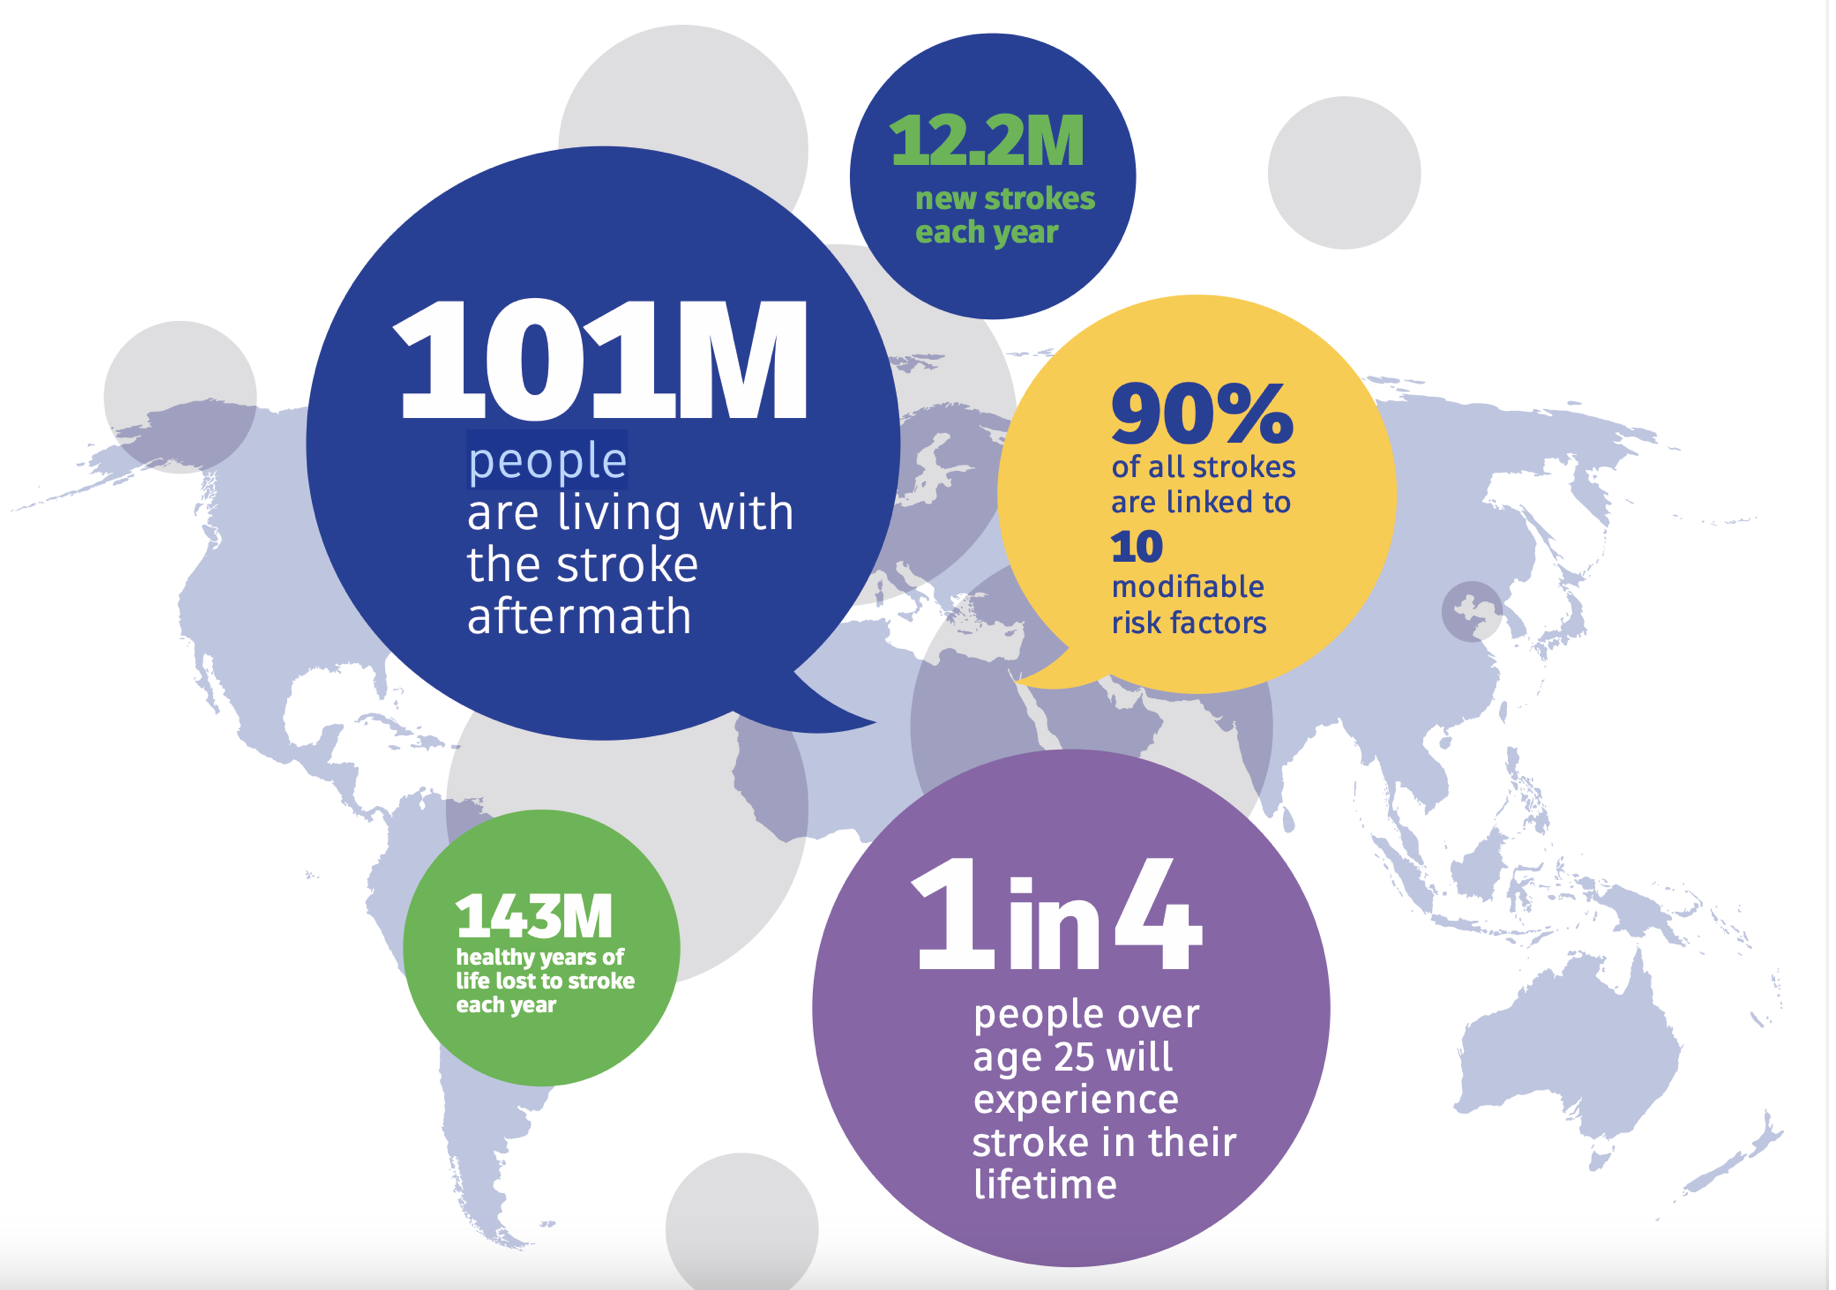 12.2M
new strokes
each year
101M
people
are living with
the stroke
aftermath
90%
of all strokes
are linked to
10
modifiable
risk factors
143M
healthy years of
life lost to stroke
each year
1 in 4
people over
age 25 will
experience
stroke in their
lifetime